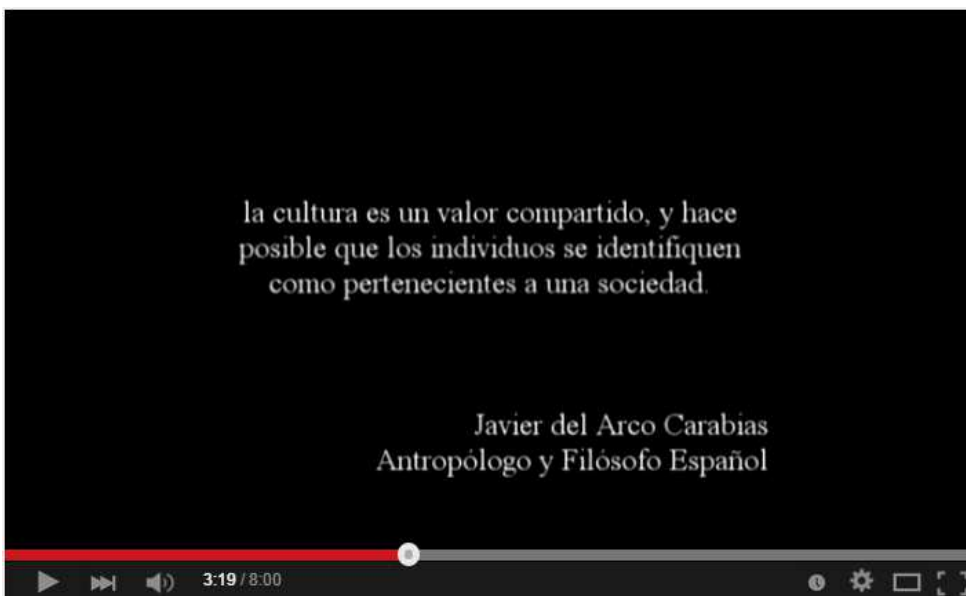 la cultura es un valor compartido, y hace
posible que los individuos se identifiquen
como pertenecientes a una sociedad.
Javier del Arco Carabias
Antropólogo y Filósofo Español
3:19 / 8:00